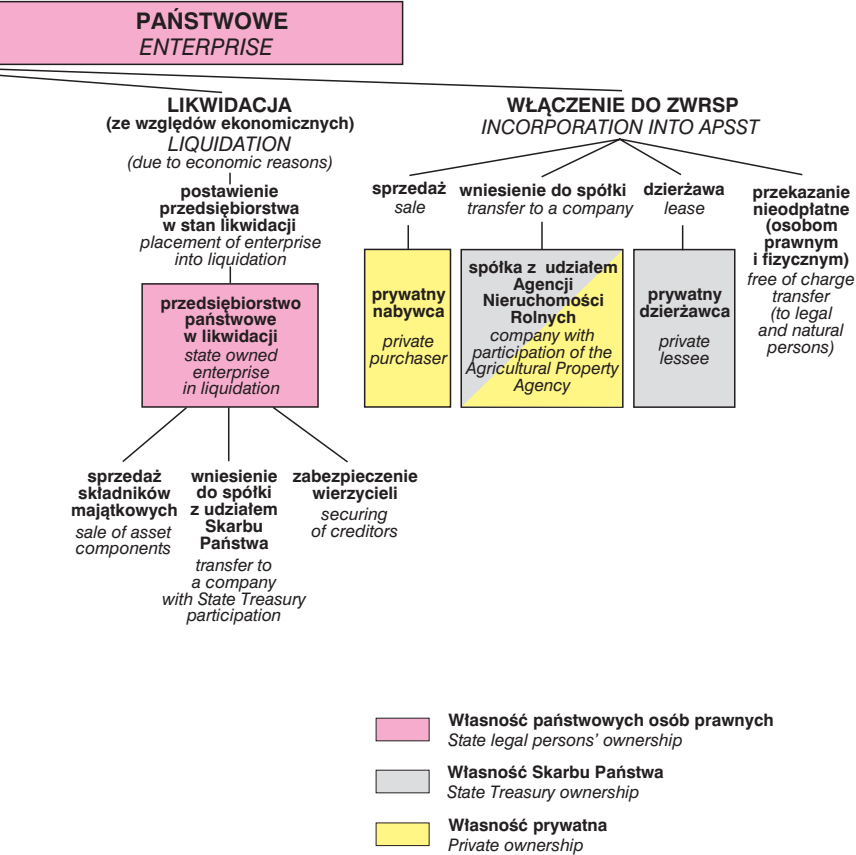 PAŃSTWOWE
ENTERPRISE
LIKWIDACJA
(ze względów ekonomicznych)
LIQUIDATION
(due to economic reasons)
postawienie
przedsiębiorstwa
w stan likwidacji
placement of enterprise
into liquidation
przedsiębiorstwo
państwowe
w likwidacji
state owned
enterprise
in liquidation
sprzedaż
składników
majątkowych
sale of asset
components
wniesienie
do spółki
z udziałem
Skarbu
Państwa
transfer to
a company
with State Treasury
participation
zabezpieczenie
wierzycieli
securing
of creditors
WŁĄCZENIE DO ZWRSP
INCORPORATION INTO APSST
sprzedaż
sale
prywatny
nabywca
private
purchaser
wniesienie do spółki
transfer to a company
spółka z udziałem
Agencji
Nieruchomości
Rolnych
company with
participation of the
Agricultural Property
Agency
dzierżawa
lease
prywatny
dzierżawca
private
lessee
przekazanie
nieodpłatne
(osobom
prawnym
i fizycznym)
free of charge
transfer
(to legal
and natural
persons)
Własność państwowych osób prawnych
State legal persons' ownership
Własność Skarbu Państwa
State Treasury ownership
Własność prywatna
Private ownership